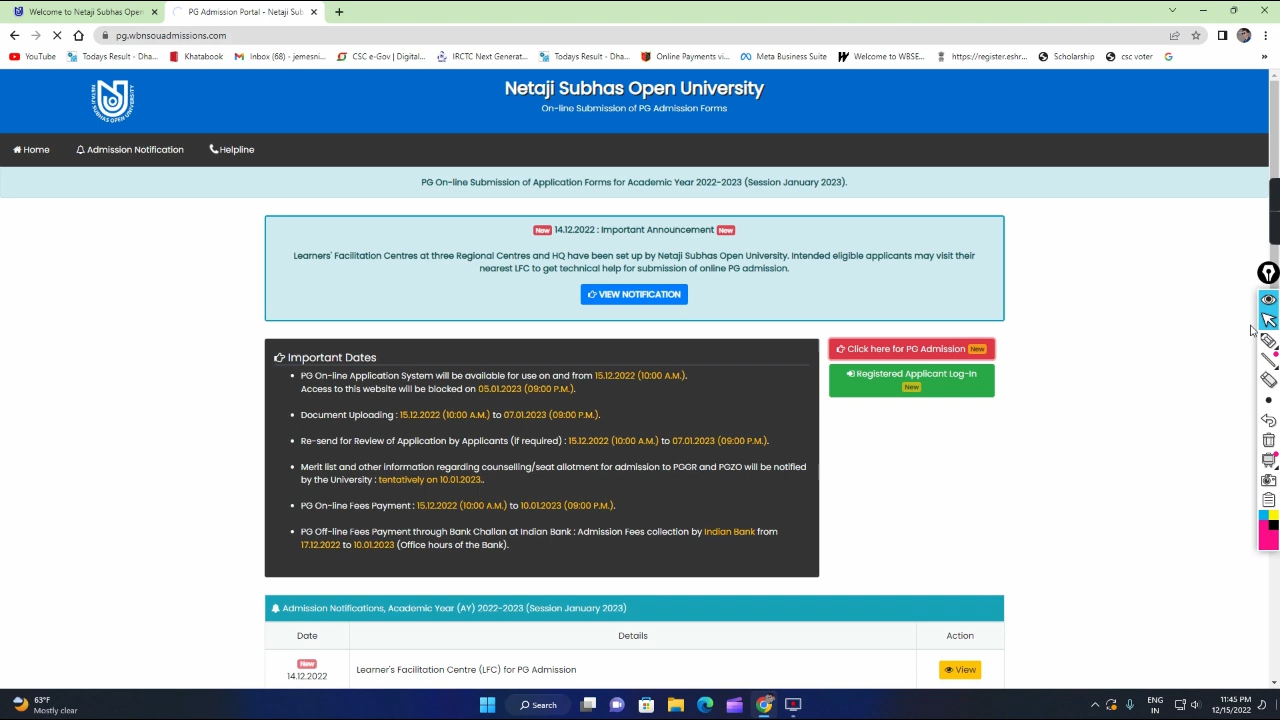 Welcome to Netaji Subhas Open
PG Admission Portal - Netaji Sub
pg.wbnsouadmissions.com
YouTube
Todays Result - Dha...
Khatabook
Inbox (68) - jemesni...
CSC e-Gov | Digital...
IRCTC Next Generat...
Todays Result - Dha...
Online Payments vi...
Meta Business Suite
Welcome to WBSE...
https://register.eshr...
Scholarship
csc voter
NETAJI SUBHAS OPEN UNIVERSITY
Netaji Subhas Open University
On-line Submission of PG Admission Forms
Home
Admission Notification
Helpline
PG On-line Submission of Application Forms for Academic Year 2022-2023 (Session January 2023).
New 14.12.2022 : Important Announcement New
Learners' Facilitation Centres at three Regional Centres and HQ have been set up by Netaji Subhas Open University. Intended eligible applicants may visit their
nearest LFC to get technical help for submission of online PG admission.
VIEW NOTIFICATION
Important Dates
• PG On-line Application System will be available for use on and from 15.12.2022 (10:00 A.M.).
Access to this website will be blocked on 05.01.2023 (09:00 P.M.).
• Document Uploading : 15.12.2022 (10:00 A.M.) to 07.01.2023 (09:00 P.M.).
• Re-send for Review of Application by Applicants (if required) : 15.12.2022 (10:00 A.M.) to 07.01.2023 (09:00 P.M.).
• Merit list and other information regarding counselling/seat allotment for admission to PGGR and PGZO will be notified
by the University : tentatively on 10.01.2023..
• PG On-line Fees Payment : 15.12.2022 (10:00 A.M.) to 10.01.2023 (09:00 P.M.).
• PG Off-line Fees Payment through Bank Challan at Indian Bank : Admission Fees collection by Indian Bank from
17.12.2022 to 10.01.2023 (Office hours of the Bank).
Click here for PG Admission New
Registered Applicant Log-In
New
Admission Notifications, Academic Year (AY) 2022-2023 (Session January 2023)
Date
Details
Action
New
14.12.2022
Learner's Facilitation Centre (LFC) for PG Admission
View
63°F
Mostly clear
Search
ENG
IN
11:45 PM
12/15/2022